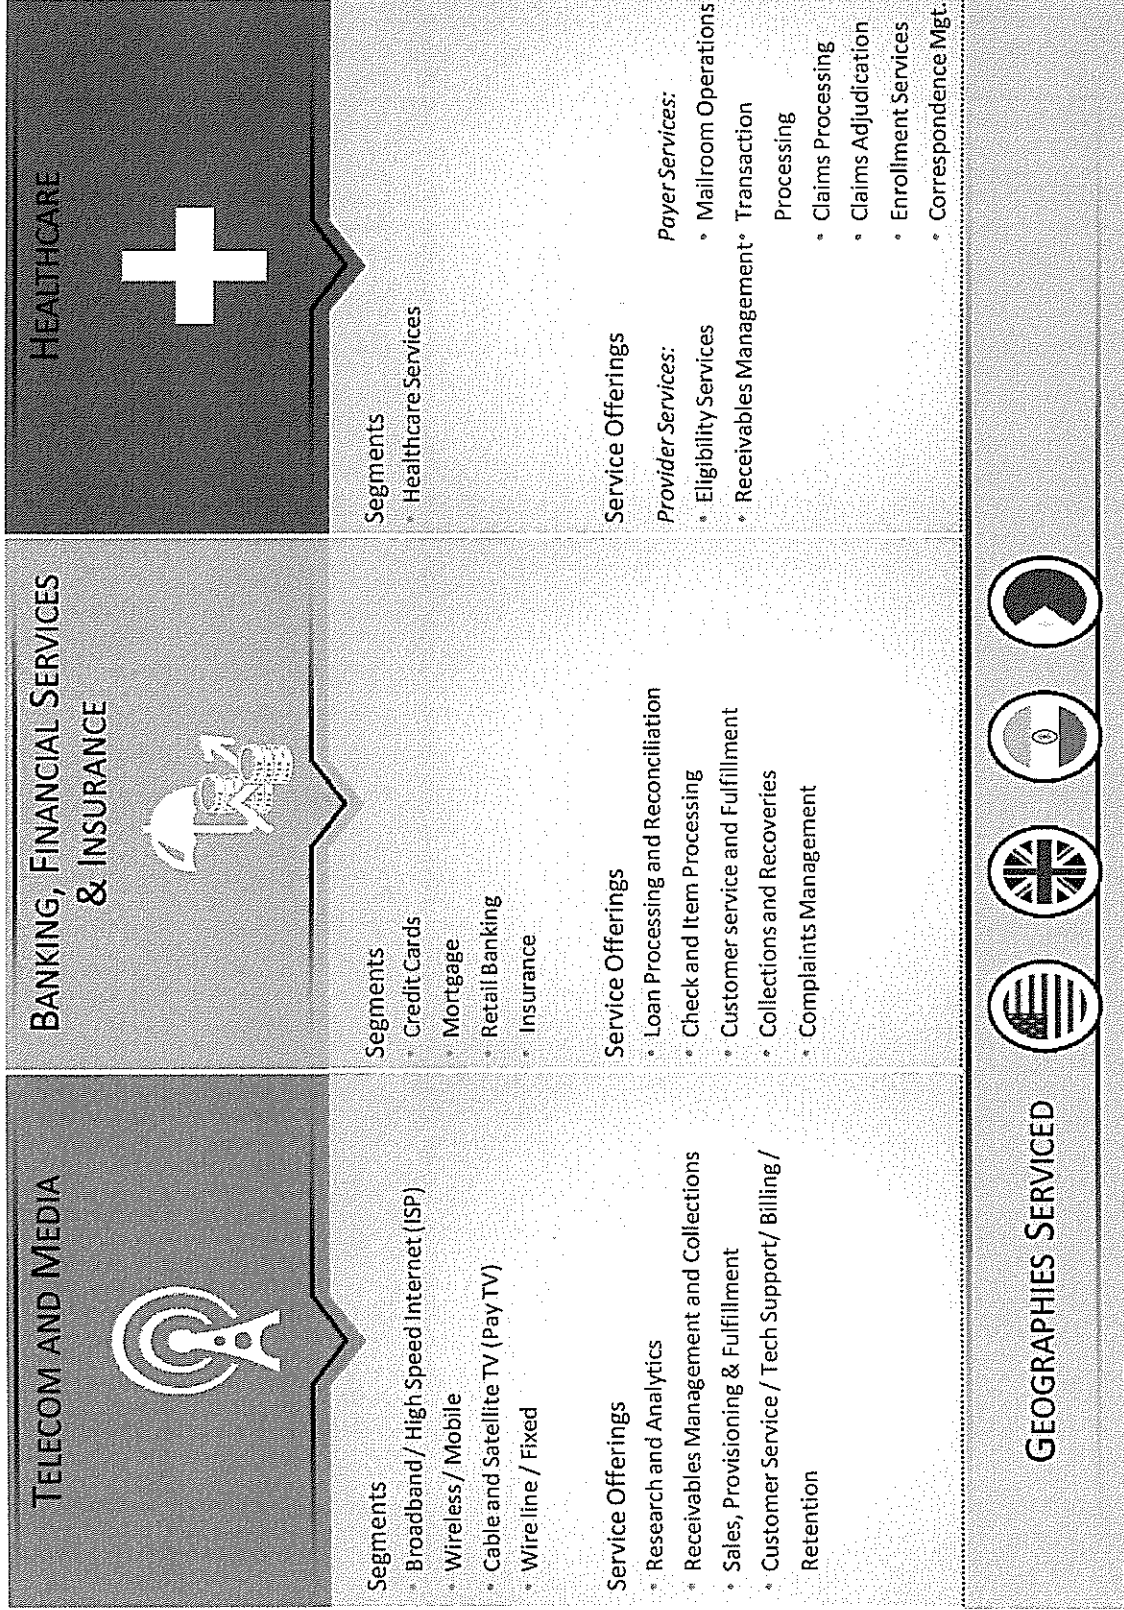 TELECOM AND MEDIA
Segments
• Broadband / High Speed Internet (ISP)
• Wireless / Mobile
• Cable and Satellite TV (Pay TV)
• Wire line / Fixed
Service Offerings
• Research and Analytics
• Receivables Management and Collections
• Sales, Provisioning & Fulfillment
• Customer Service / Tech Support/ Billing /
Retention
BANKING, FINANCIAL SERVICES
& INSURANCE
Segments
• Credit Cards
• Mortgage
• Retail Banking
• Insurance
Service Offerings
• Loan Processing and Reconciliation
• Check and Item Processing
• Customer service and Fulfillment
• Collections and Recoveries
• Complaints Management
HEALTHCARE
Segments
• Healthcare Services
Service Offerings
Provider Services:
• Eligibility Services
• Receivables Management
Payer Services:
• Mailroom Operations
• Transaction
Processing
• Claims Processing
• Claims Adjudication
• Enrollment Services
• Correspondence Mgt.
GEOGRAPHIES SERVICED